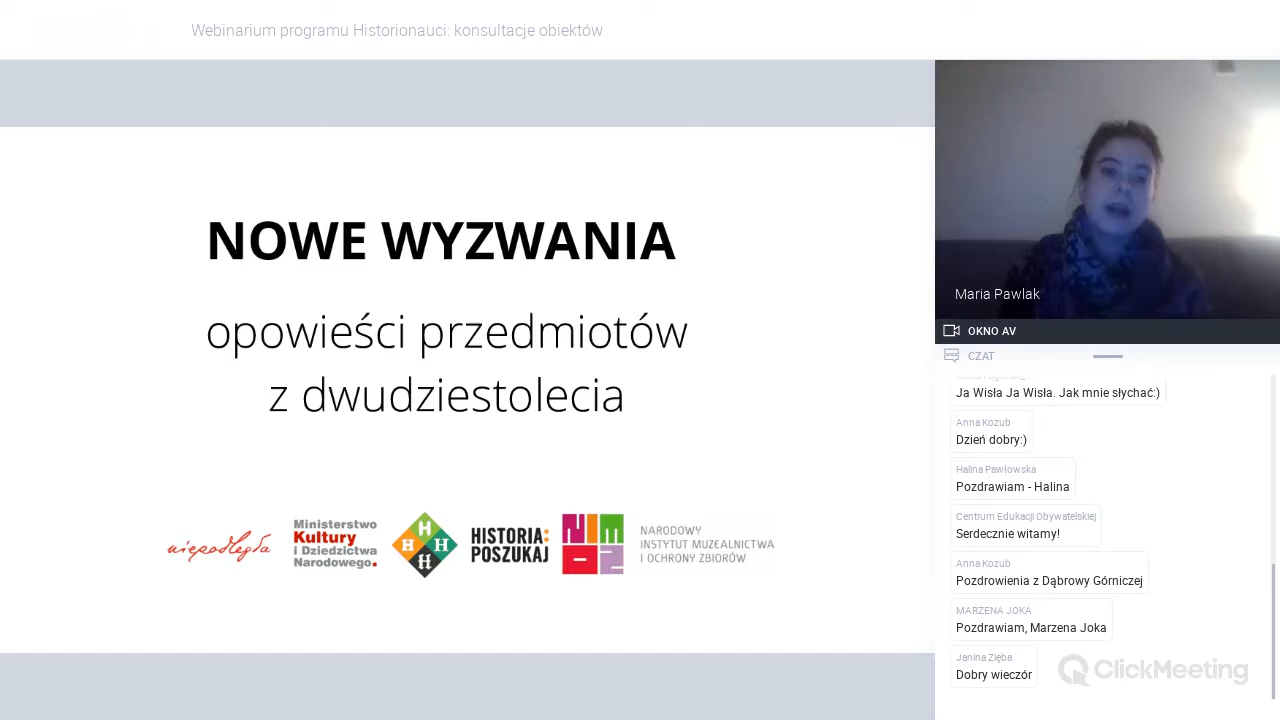 Webinarium programu Historionauci: konsultacje obiektów
NOWE WYZWANIA
opowieści przedmiotów
z dwudziestolecia
niepodległa
Ministerstwo
Kultury
i Dziedzictwa
Narodowego.
H
H H
H
HISTORIA:
POSZUKAJ
NIM
OZ
NARODOWY
INSTYTUT MUZEALNICTWA
I OCHRONY ZBIORÓW
Maria Pawlak
OKNO AV
CZAT
Ja Wisła Ja Wisła. Jak mnie słychać:)
Anna Kozub
Dzień dobry:)
Halina Pawłowska
Pozdrawiam - Halina
Centrum Edukacji Obywatelskiej
Serdecznie witamy!
Anna Kozub
Pozdrowienia z Dąbrowy Górniczej
MARZENA JOKA
Pozdrawiam, Marzena Joka
Janina Zięba
Dobry wieczór
ClickMeeting